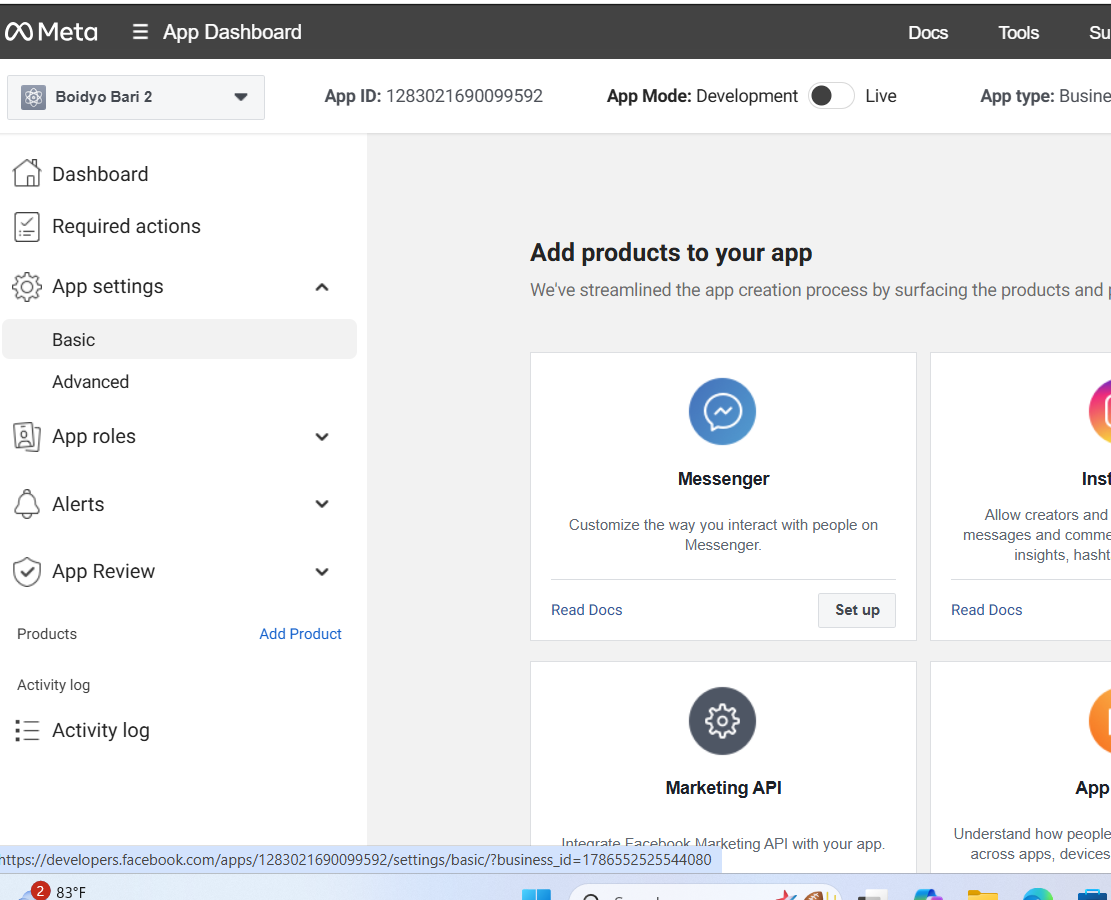 Meta
App Dashboard
Docs
Tools
Su
Boidyo Bari 2
App ID: 1283021690099592
App Mode: Development
Live
App type: Busine
Dashboard
Required actions
App settings
Basic
Advanced
App roles
Alerts
App Review
Products
Add Product
Activity log
Activity log
Add products to your app
We've streamlined the app creation process by surfacing the products and p
Messenger
Customize the way you interact with people on
Messenger.
Read Docs
Set up
Inst
Allow creators and
messages and comme
insights, hasht
Read Docs
Marketing API
Integrate Facebook Marketing API with your app.
App
Understand how people
across apps, devices
https://developers.facebook.com/apps/1283021690099592/settings/basic/?business_id=1786552525544080
2
83°F